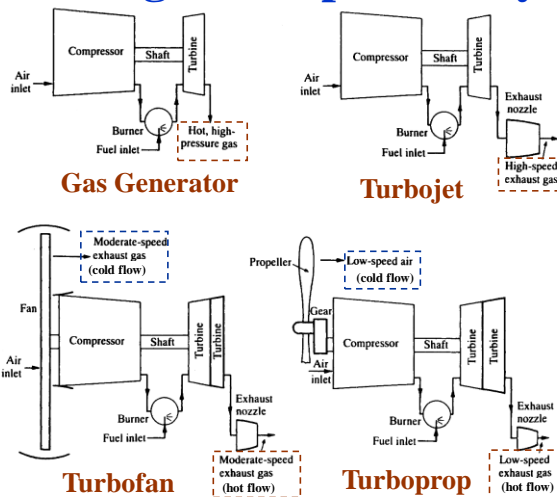 Compressor
Shaft
Turbine
Air
inlet
Burner
Fuel inlet
Hot, high-
pressure gas
Gas Generator
Compressor
Shaft
Turbine
Air
inlet
Burner
Fuel inlet
Exhaust
nozzle
High-speed
exhaust gas
Turbojet
Moderate-speed
exhaust gas
(cold flow)
Fan
Compressor
Shaft
Turbine
Turbine
Air
inlet
Burner
Fuel inlet
Exhaust
nozzle
Moderate-speed
exhaust gas
(hot flow)
Turbofan
Propeller
Low-speed air
(cold flow)
Gear
Compressor
Shaft
Turbine
Turbine
Air
inlet
Burner
Fuel inlet
Exhaust
nozzle
Low-speed
exhaust gas
(hot flow)
Turboprop